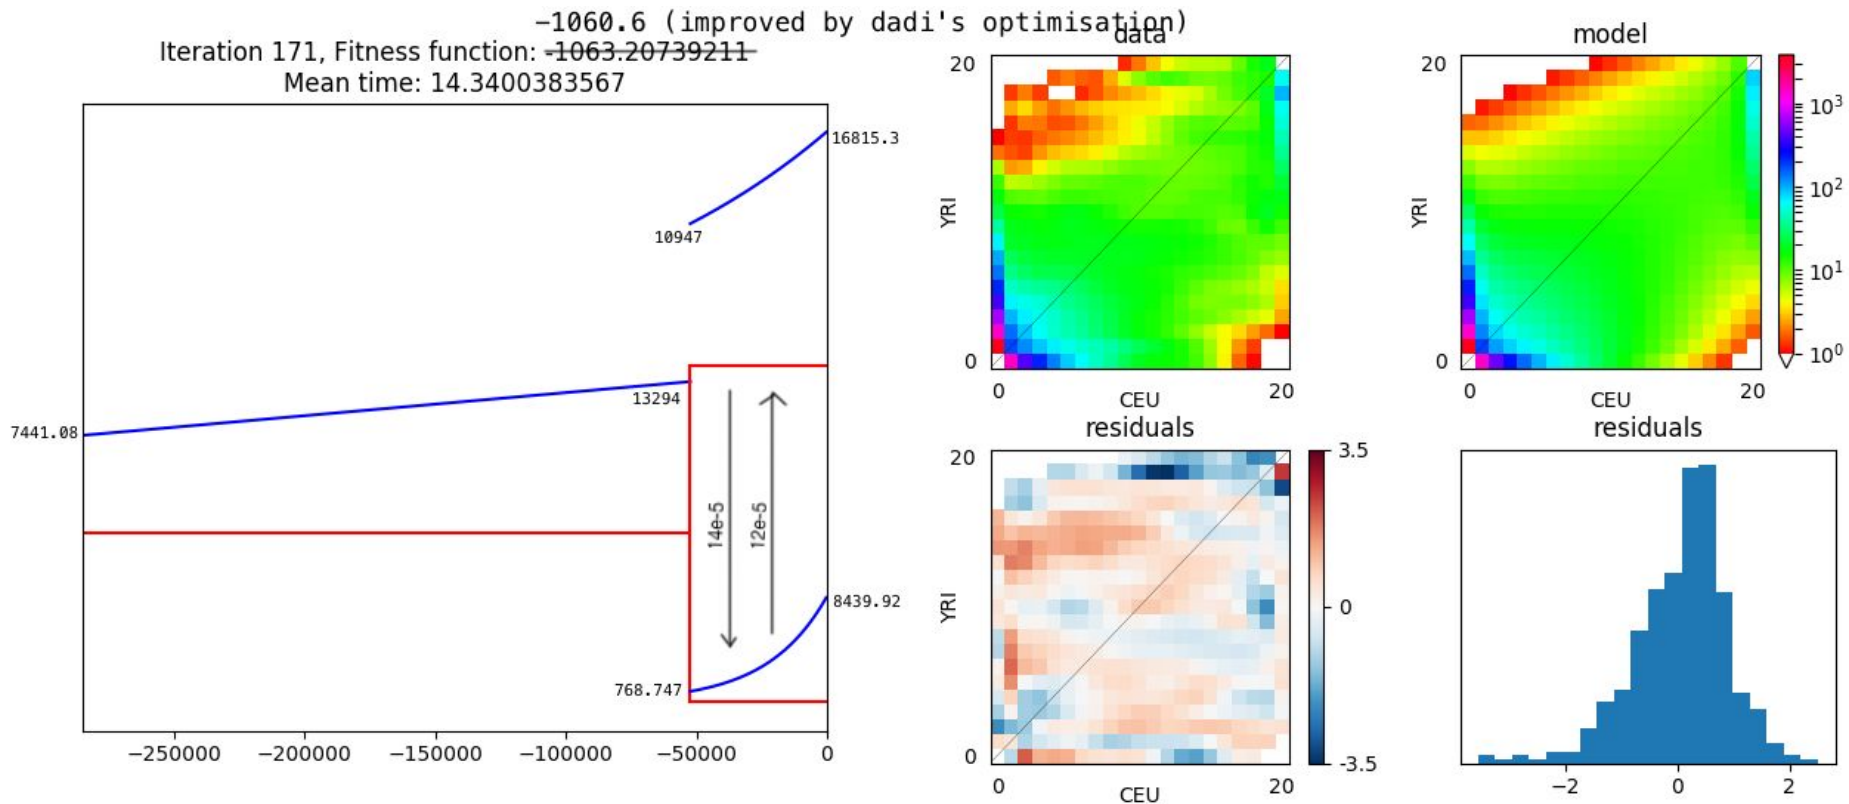 −1060.6 (improved by dadi's optimisation)
Iteration 171, Fitness function: -1063.20739211
Mean time: 14.3400383567
16815.3
10947
13294
7441.08
14e-5
12e-5
8439.92
768.747
−250000 −200000 −150000 −100000 −50000 0
data
20
YRI
0
0 CEU 20
model
20
YRI
0
0 CEU 20
10³
10²
10¹
10⁰
residuals
20
YRI
0
0 CEU 20
3.5
0
-3.5
residuals
−2 0 2